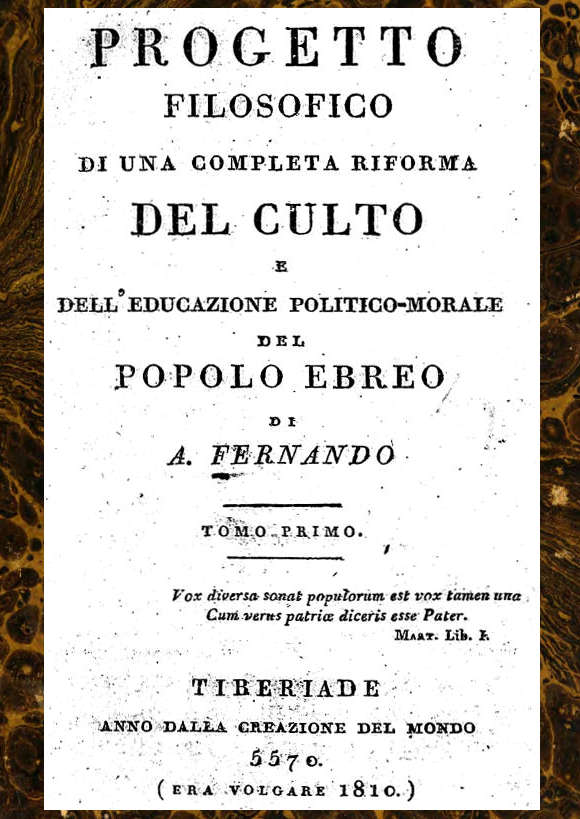 PROGETTO
FILOSOFICO
DI UNA COMPLETA RIFORMA
DEL CULTO
E
DELL'EDUCAZIONE POLITICO-MORALE
DEL
POPOLO EBREO
DI
A. FERNANDO
TOMO PRIMO.
Vox diversa sonat populorum est vox tamen una
Cum verus patriæ diceris esse Pater.
MART. Lib. I.
TIBERIADE
ANNO DALLA CREAZIONE DEL MONDO
5570.
(ERA VOLGARE 1810.)